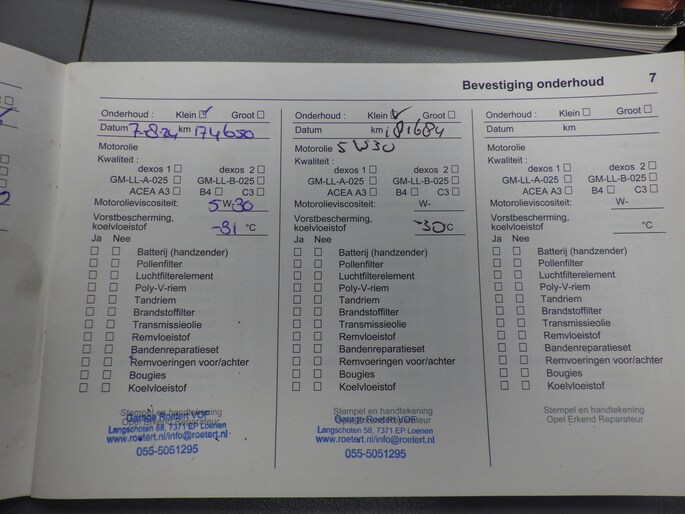 Bevestiging onderhoud 7
Onderhoud : Klein Groot
Datum 7-8-24 km 174650
Motorolie
Kwaliteit :
dexos 1 dexos 2
GM-LL-A-025 GM-LL-B-025
ACEA A3 B4 C3
Motorolieviscositeit: 5 W-30
Vorstbescherming,
koelvloeistof -31 °C
Ja Nee
Batterij (handzender)
Pollenfilter
Luchtfilterelement
Poly-V-riem
Tandriem
Brandstoffilter
Transmissieolie
Remvloeistof
Bandenreparatieset
Remvoeringen voor/achter
Bougies
Koelvloeistof
Stempel en handtekening
Opel Erkend Reparateur
Garage Roetert VOF
Langschoten 58, 7371 EP Loenen
www.roetert.nl/info@roetert.nl
055-5051295
Onderhoud : Klein Groot
Datum km 181684
Motorolie 5W30
Kwaliteit :
dexos 1 dexos 2
GM-LL-A-025 GM-LL-B-025
ACEA A3 B4 C3
Motorolieviscositeit: W-
Vorstbescherming,
koelvloeistof -30 °C
Ja Nee
Batterij (handzender)
Pollenfilter
Luchtfilterelement
Poly-V-riem
Tandriem
Brandstoffilter
Transmissieolie
Remvloeistof
Bandenreparatieset
Remvoeringen voor/achter
Bougies
Koelvloeistof
Stempel en handtekening
Opel Erkend Reparateur
Garage Roetert VOF
Langschoten 58, 7371 EP Loenen
www.roetert.nl/info@roetert.nl
055-5051295
Onderhoud : Klein Groot
Datum km
Motorolie
Kwaliteit :
dexos 1 dexos 2
GM-LL-A-025 GM-LL-B-025
ACEA A3 B4 C3
Motorolieviscositeit: W-
Vorstbescherming,
koelvloeistof °C
Ja Nee
Batterij (handzender)
Pollenfilter
Luchtfilterelement
Poly-V-riem
Tandriem
Brandstoffilter
Transmissieolie
Remvloeistof
Bandenreparatieset
Remvoeringen voor/achter
Bougies
Koelvloeistof
Stempel en handtekening
Opel Erkend Reparateur